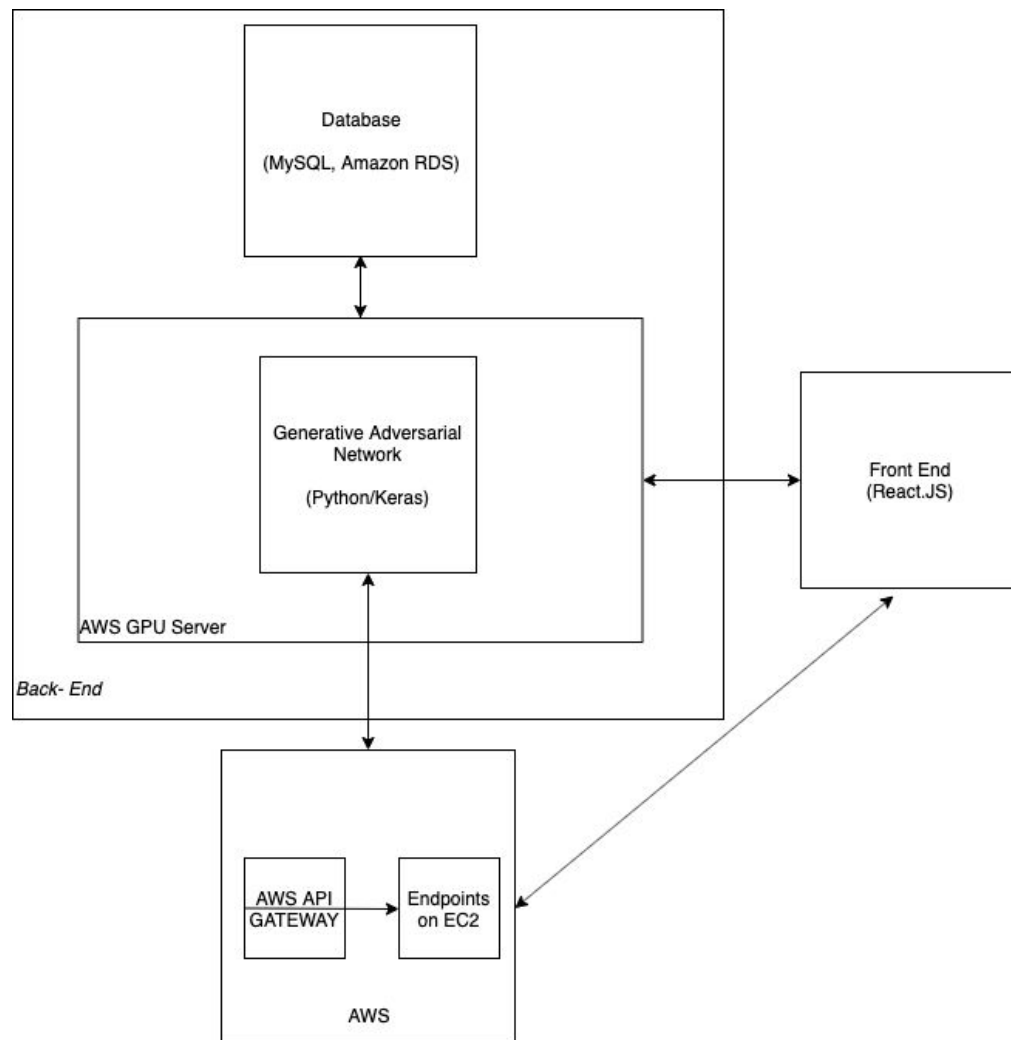 Database
(MySQL, Amazon RDS)
Generative Adversarial
Network
(Python/Keras)
AWS GPU Server
Back- End
Front End
(React.JS)
AWS API
GATEWAY
Endpoints
on EC2
AWS